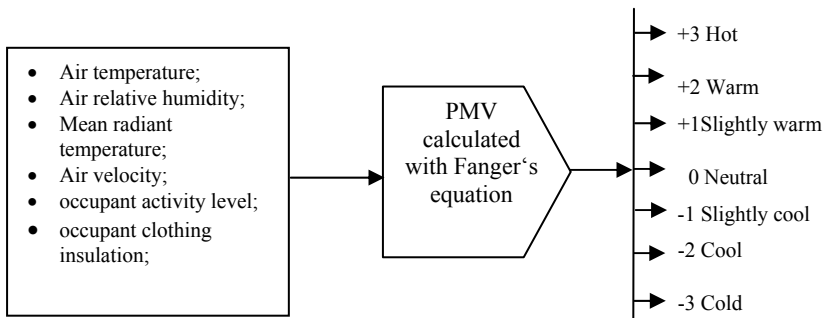 • Air temperature;
• Air relative humidity;
• Mean radiant
temperature;
• Air velocity;
• occupant activity level;
• occupant clothing
insulation;
PMV
calculated
with Fanger‘s
equation
+3 Hot
+2 Warm
+1Slightly warm
0 Neutral
-1 Slightly cool
-2 Cool
-3 Cold